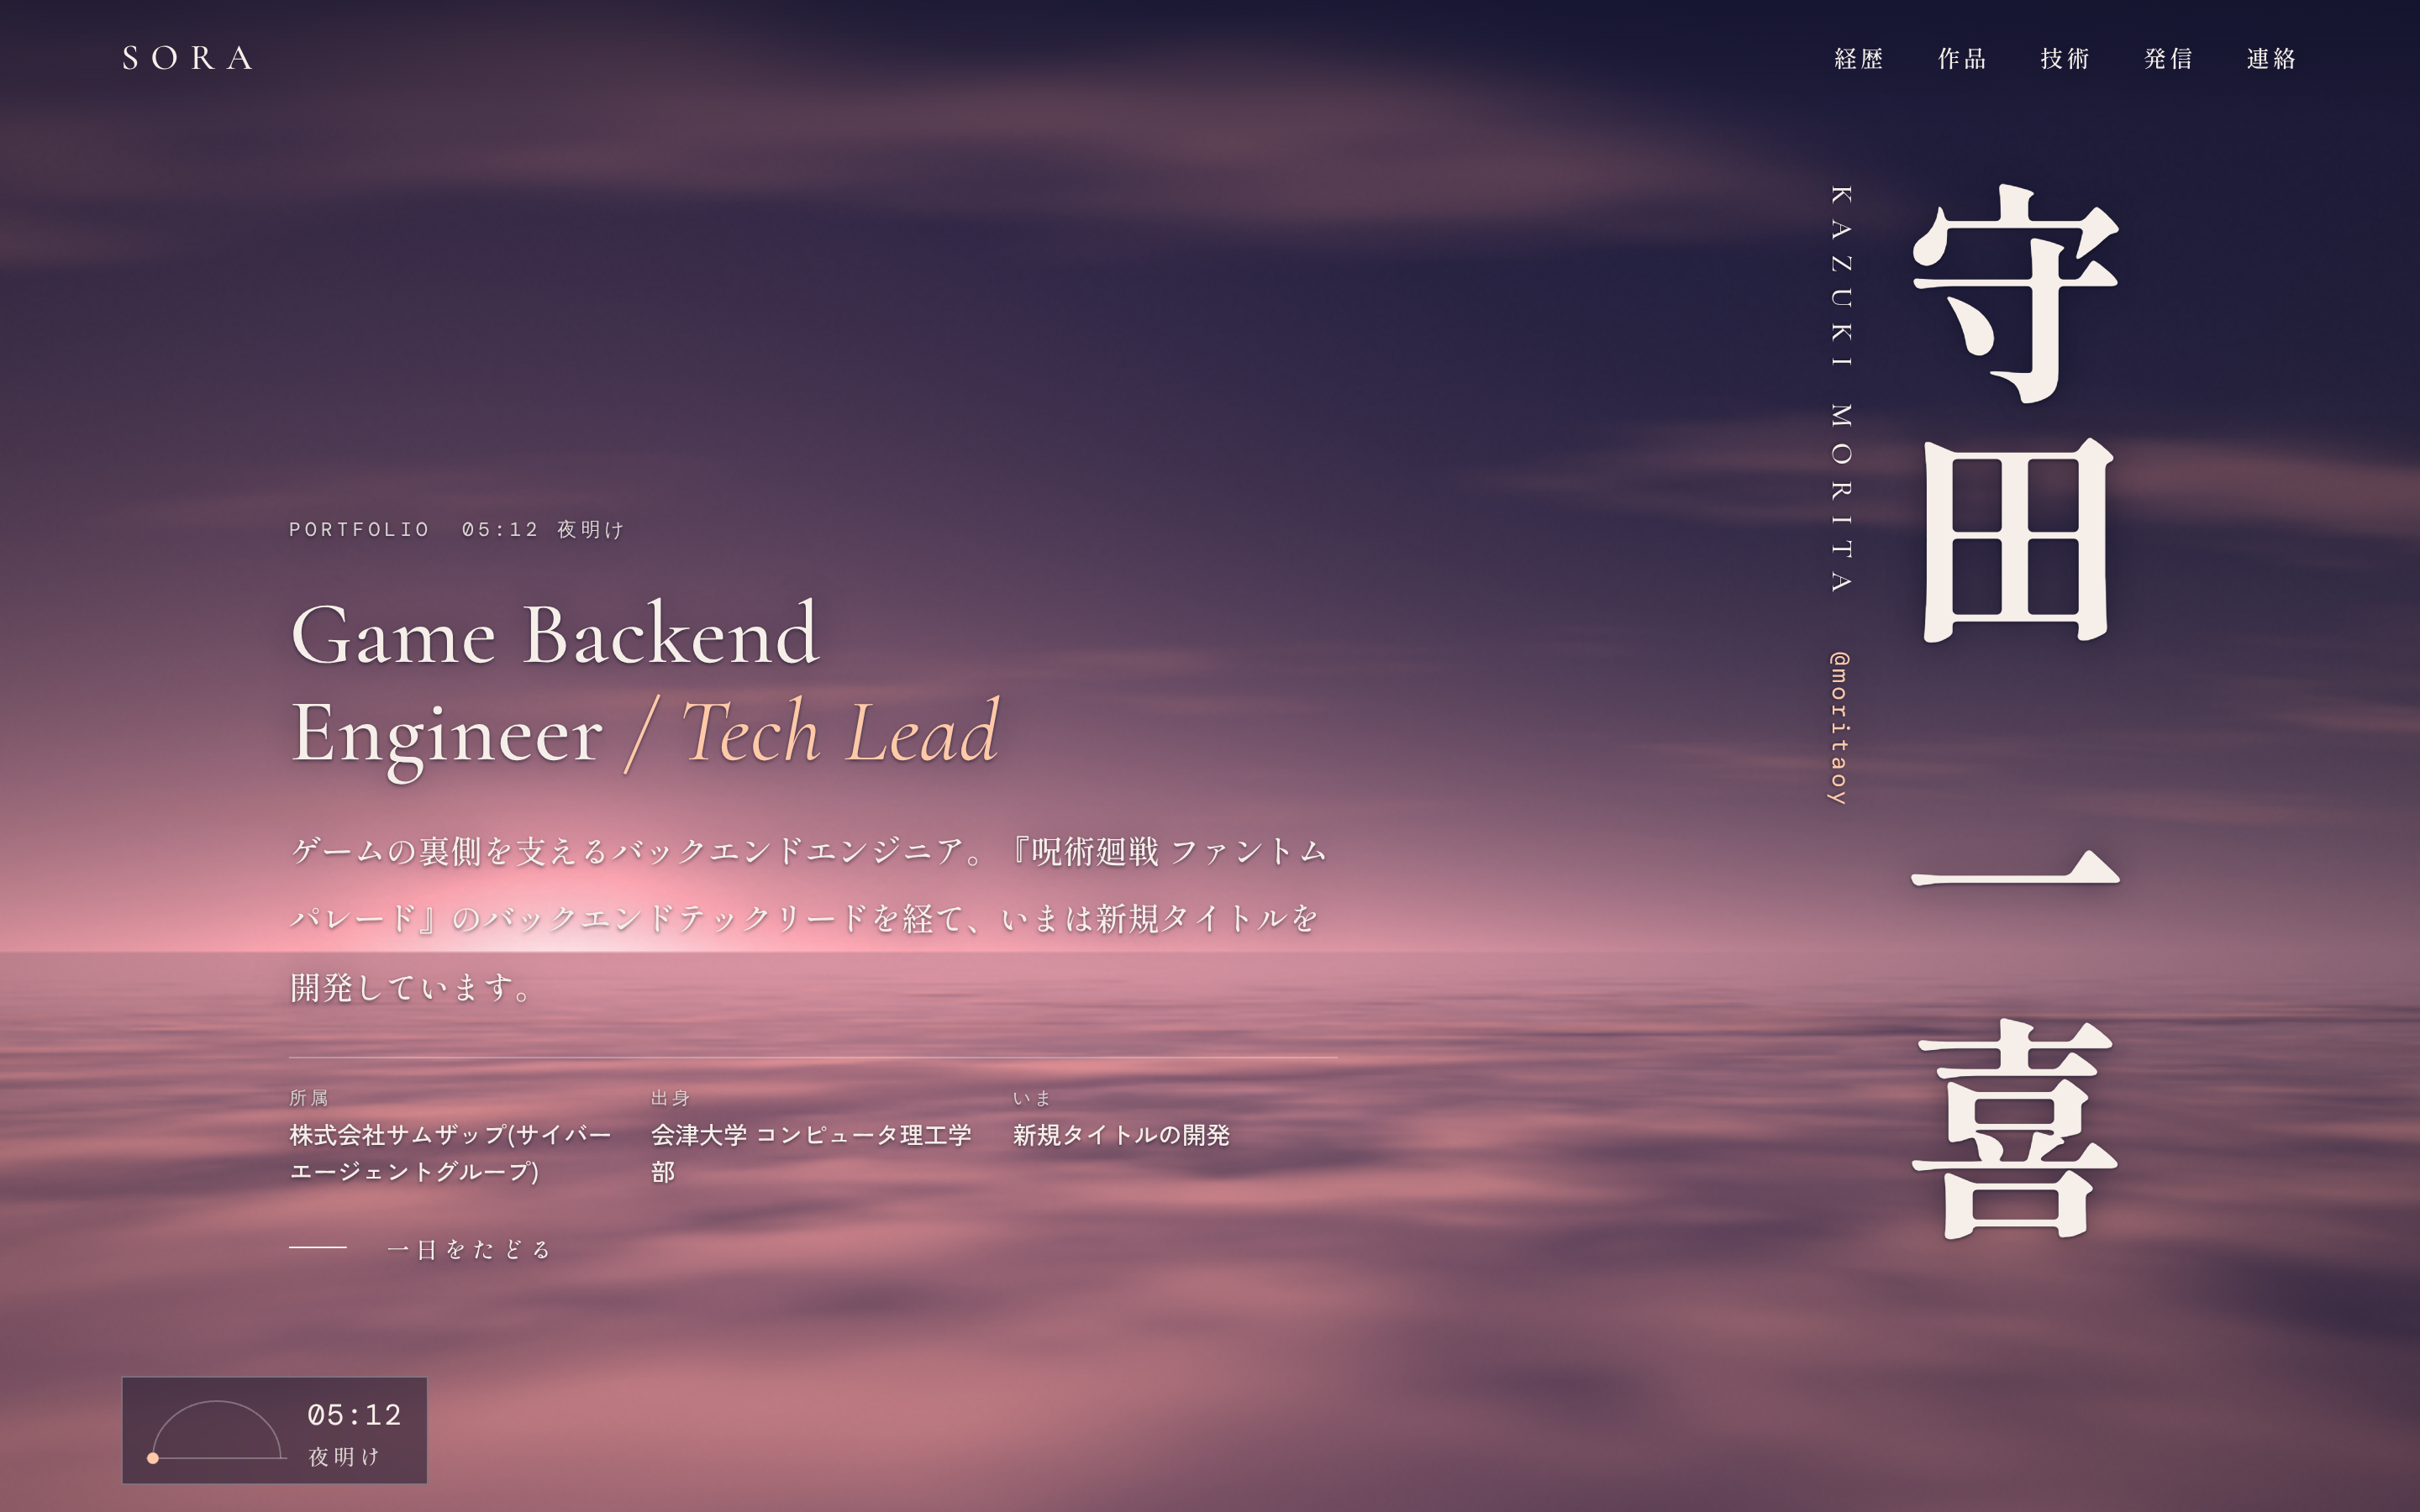 SORA
経歴 作品 技術 発信 連絡
守田一喜
KAZUKI MORITA @moritaoy
PORTFOLIO 05:12 夜明け
Game Backend
Engineer / Tech Lead
ゲームの裏側を支えるバックエンドエンジニア。『呪術廻戦 ファントム
パレード』のバックエンドテックリードを経て、いまは新規タイトルを
開発しています。
所属
株式会社サムザップ(サイバー
エージェントグループ)
出身
会津大学 コンピュータ理工学
部
いま
新規タイトルの開発
一日をたどる
05:12
夜明け